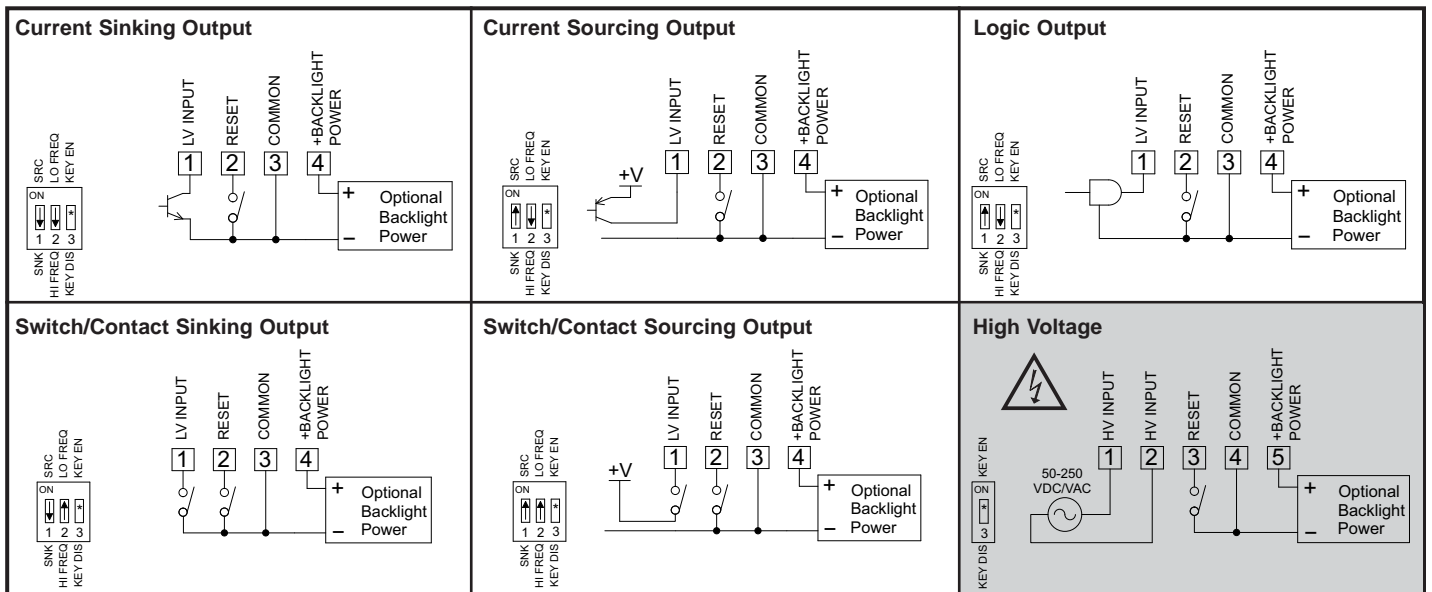 Current Sinking Output
SRC
LO FREQ
KEY EN
ON
1 2 3
*
SNK
HI FREQ
KEY DIS
LV INPUT
RESET
COMMON
+BACKLIGHT
POWER
1 2 3 4
+
Optional
Backlight
– Power
Current Sourcing Output
SRC
LO FREQ
KEY EN
ON
*
1 2 3
SNK
HI FREQ
KEY DIS
+V
LV INPUT
RESET
COMMON
+BACKLIGHT
POWER
1 2 3 4
+
Optional
Backlight
– Power
Logic Output
SRC
LO FREQ
KEY EN
ON
*
1 2 3
SNK
HI FREQ
KEY DIS
LV INPUT
RESET
COMMON
+BACKLIGHT
POWER
1 2 3 4
+
Optional
Backlight
– Power
Switch/Contact Sinking Output
SRC
LO FREQ
KEY EN
ON
*
1 2 3
SNK
HI FREQ
KEY DIS
LV INPUT
RESET
COMMON
+BACKLIGHT
POWER
1 2 3 4
+
Optional
Backlight
– Power
Switch/Contact Sourcing Output
SRC
LO FREQ
KEY EN
ON
*
1 2 3
SNK
HI FREQ
KEY DIS
+V
LV INPUT
RESET
COMMON
+BACKLIGHT
POWER
1 2 3 4
+
Optional
Backlight
– Power
High Voltage
KEY EN
ON
*
3
KEY DIS
50-250
VDC/VAC
HV INPUT
HV INPUT
RESET
COMMON
+BACKLIGHT
POWER
1 2 3 4 5
+
Optional
Backlight
– Power